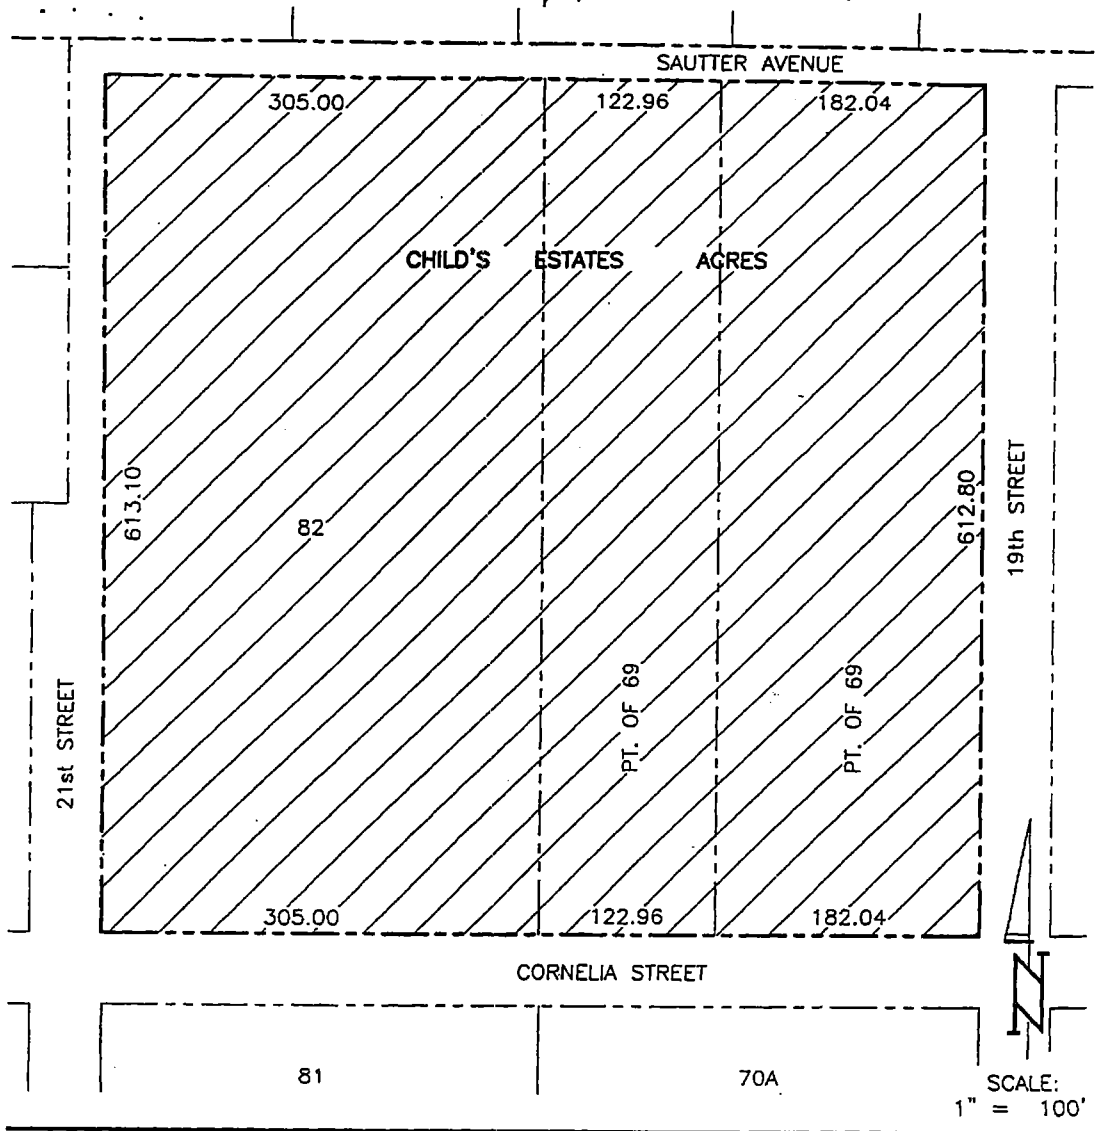 SAUTTER AVENUE
305.00 122.96 182.04
CHILD'S ESTATES ACRES
613.10
82
612.80
19th STREET
21st STREET
PT. OF 69
PT. OF 69
305.00 122.96 182.04
CORNELIA STREET
N
81
70A
SCALE:
1" = 100'